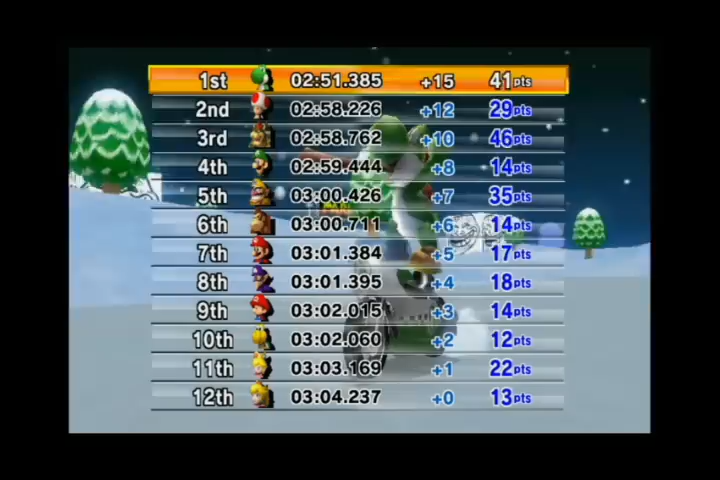 1st 02:51.385 +15 41pts
2nd 02:58.226 +12 29pts
3rd 02:58.762 +10 46pts
4th 02:59.444 +8 14pts
5th 03:00.426 +7 35pts
6th 03:00.711 +6 14pts
7th 03:01.384 +5 17pts
8th 03:01.395 +4 18pts
9th 03:02.015 +3 14pts
10th 03:02.060 +2 12pts
11th 03:03.169 +1 22pts
12th 03:04.237 +0 13pts